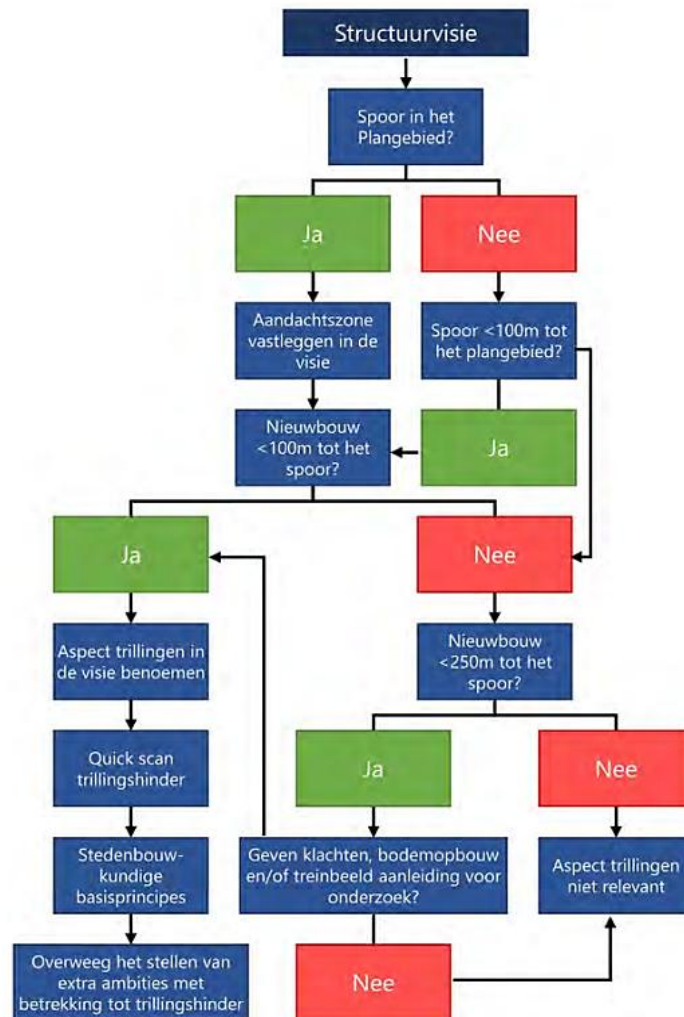 Structuurvisie
Spoor in het
Plangebied?
Ja
Nee
Aandachtszone
vastleggen in de
visie
Spoor <100m tot
het plangebied?
Nieuwbouw
<100m tot het
spoor?
Ja
Ja
Nee
Aspect trillingen in
de visie benoemen
Nieuwbouw
<250m tot het
spoor?
Quick scan
trillingshinder
Ja
Nee
Stedenbouw-
kundige
basisprincipes
Geven klachten, bodemopbouw
en/of treinbeeld aanleiding voor
onderzoek?
Aspect trillingen
niet relevant
Overweeg het stellen van
extra ambities met
betrekking tot trillingshinder
Nee